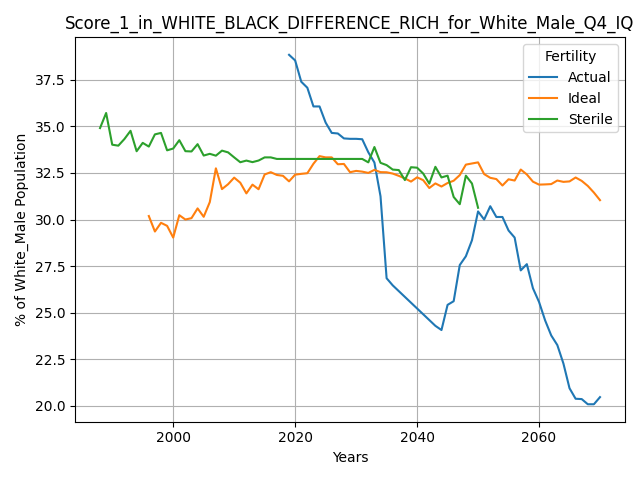 Score_1_in_WHITE_BLACK_DIFFERENCE_RICH_for_White_Male_Q4_IQ
Fertility
Actual
Ideal
Sterile
% of White_Male Population
37.5
35.0
32.5
30.0
27.5
25.0
22.5
20.0
2000
2020
2040
2060
Years